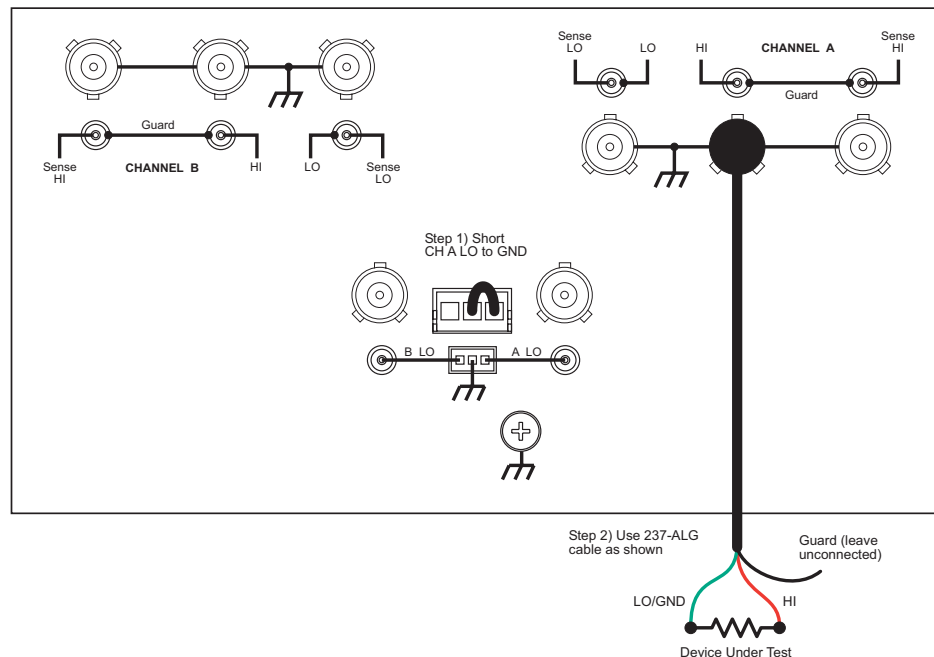 Sense
LO
LO
HI
CHANNEL A
Sense
HI
Guard
Guard
Sense
HI
CHANNEL B
HI
LO
Sense
LO
Step 1) Short
CH A LO to GND
B LO
A LO
Step 2) Use 237-ALG
cable as shown
Guard (leave
unconnected)
LO/GND
HI
Device Under Test